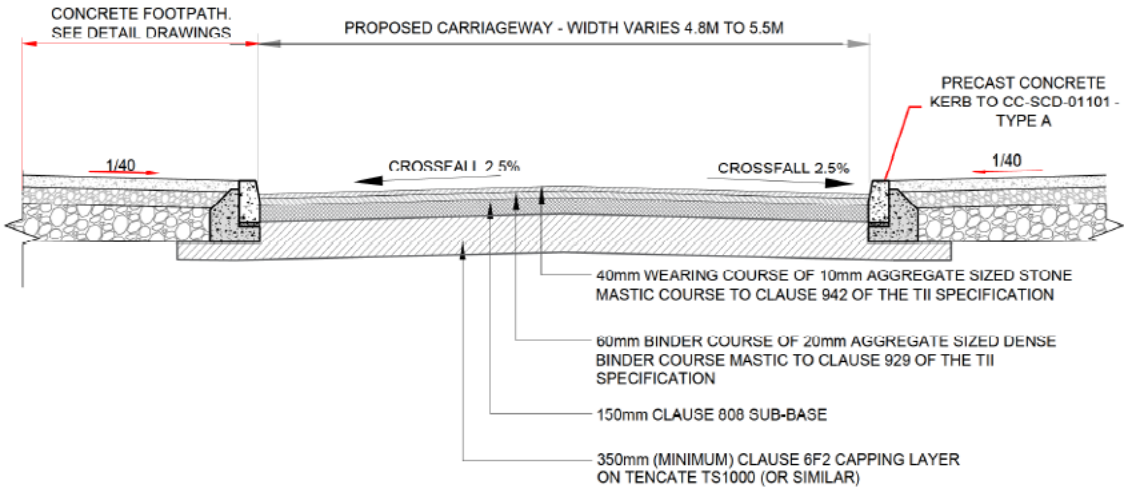 CONCRETE FOOTPATH.
SEE DETAIL DRAWINGS
PROPOSED CARRIAGEWAY - WIDTH VARIES 4.8M TO 5.5M
PRECAST CONCRETE
KERB TO CC-SCD-01101 -
TYPE A
1/40
CROSSFALL 2.5%
CROSSFALL 2.5%
1/40
40mm WEARING COURSE OF 10mm AGGREGATE SIZED STONE
MASTIC COURSE TO CLAUSE 942 OF THE TII SPECIFICATION
60mm BINDER COURSE OF 20mm AGGREGATE SIZED DENSE
BINDER COURSE MASTIC TO CLAUSE 929 OF THE TII
SPECIFICATION
150mm CLAUSE 808 SUB-BASE
350mm (MINIMUM) CLAUSE 6F2 CAPPING LAYER
ON TENCATE TS1000 (OR SIMILAR)